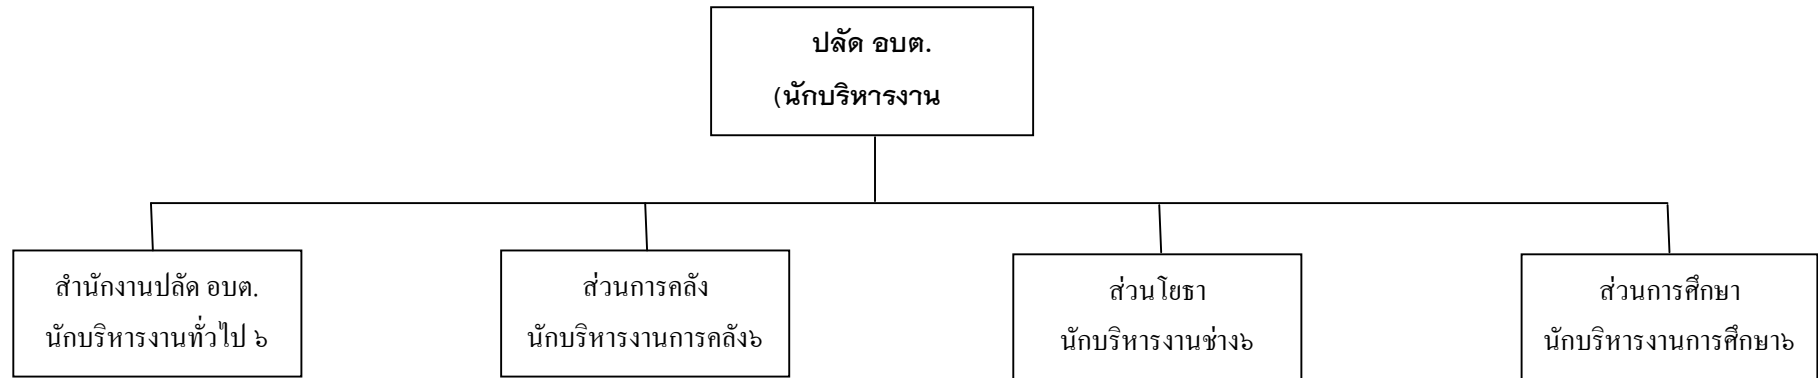 ปลัด อบต.
(นักบริหารงาน
สำนักงานปลัด อบต.
นักบริหารงานทั่วไป ๖
ส่วนการคลัง
นักบริหารงานการคลัง๖
ส่วนโยธา
นักบริหารงานช่าง๖
ส่วนการศึกษา
นักบริหารงานการศึกษา๖